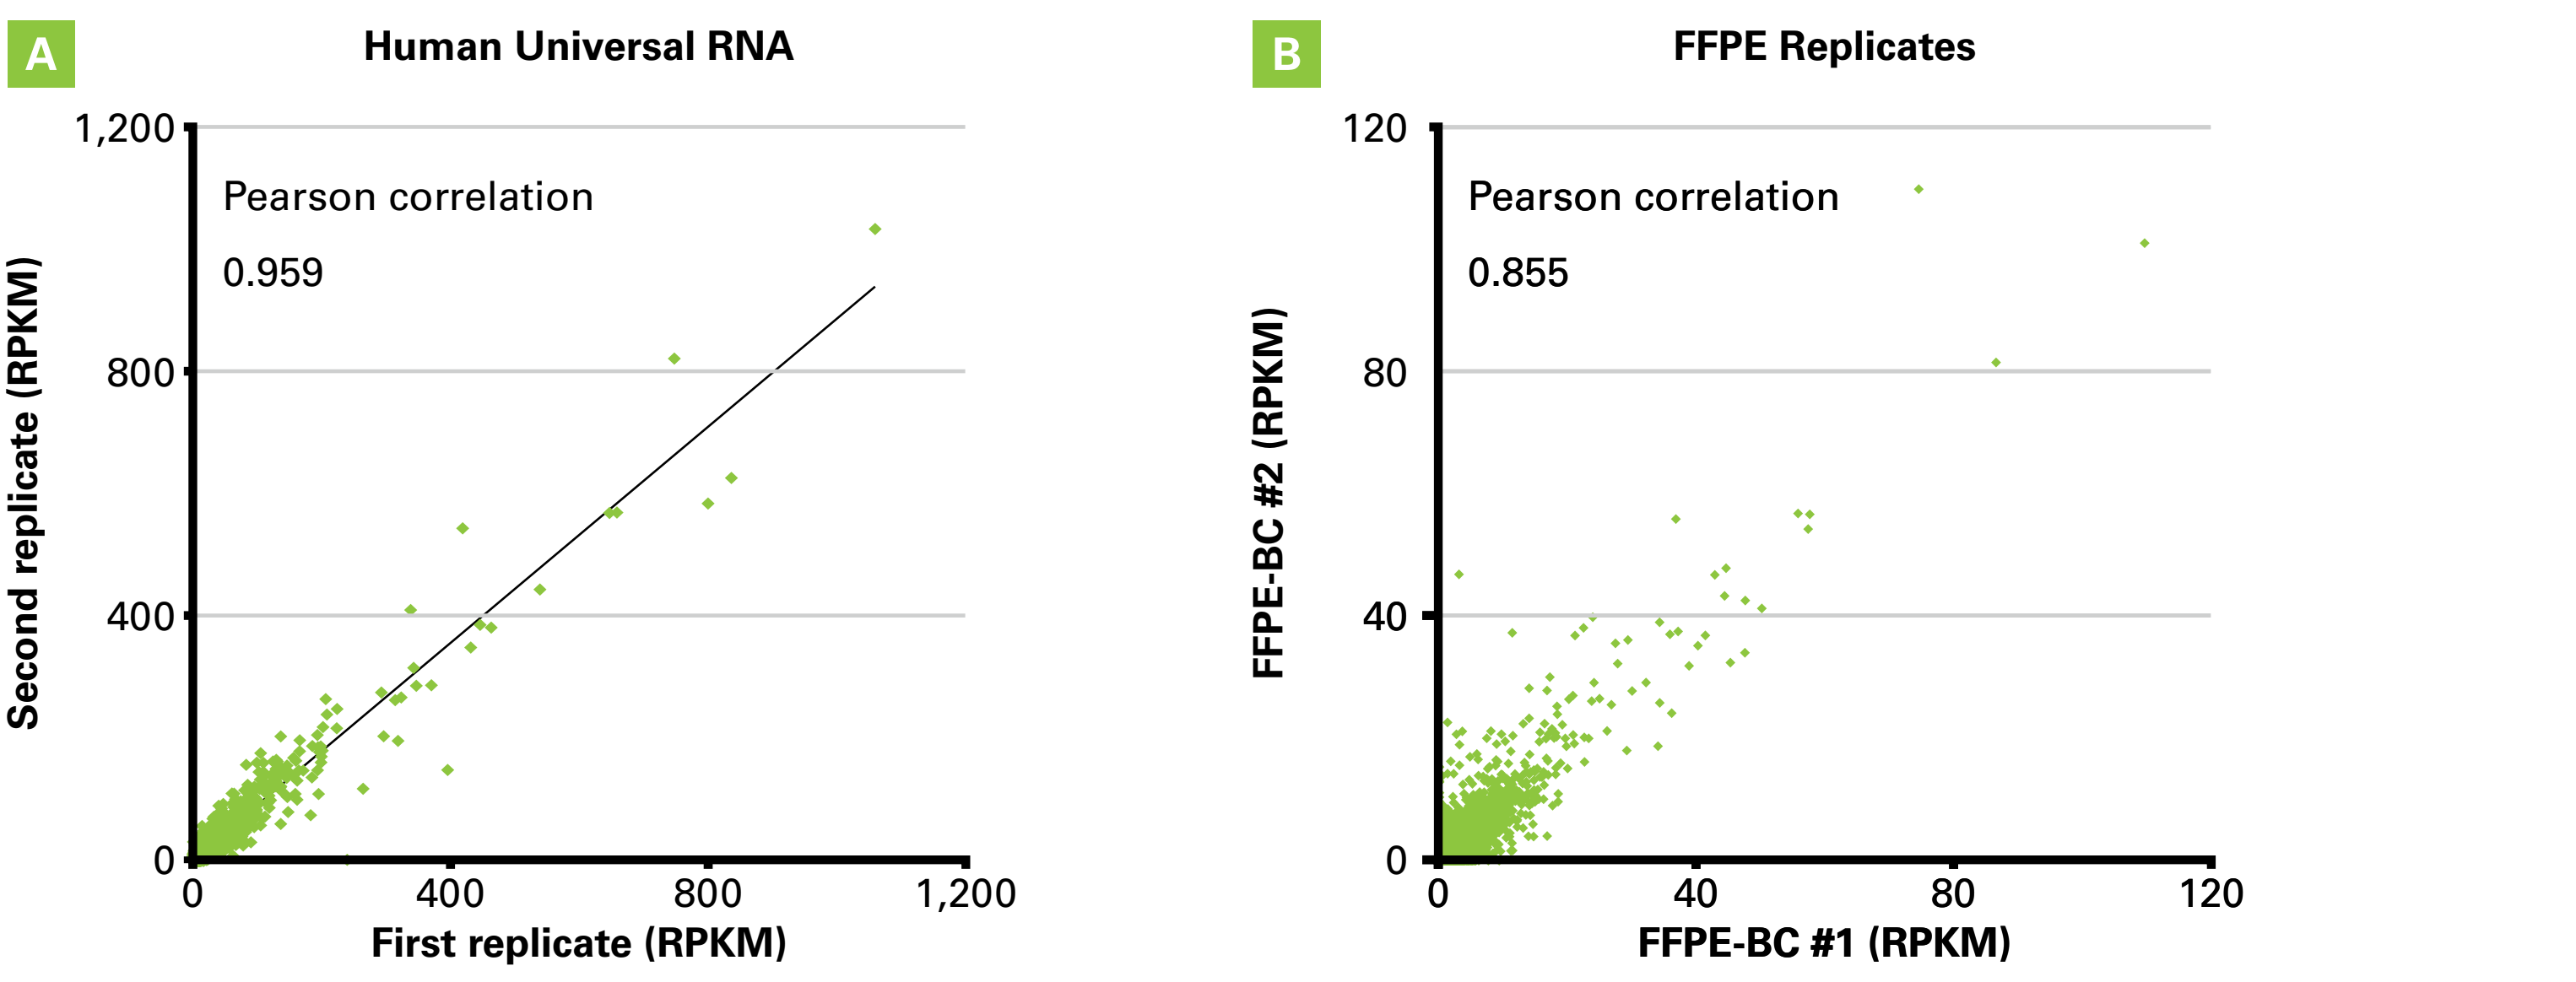 A
Human Universal RNA
1,200
800
400
0
Second replicate (RPKM)
Pearson correlation
0.959
0
400
800
1,200
First replicate (RPKM)
B
FFPE Replicates
120
80
40
0
FFPE-BC #2 (RPKM)
Pearson correlation
0.855
0
40
80
120
FFPE-BC #1 (RPKM)